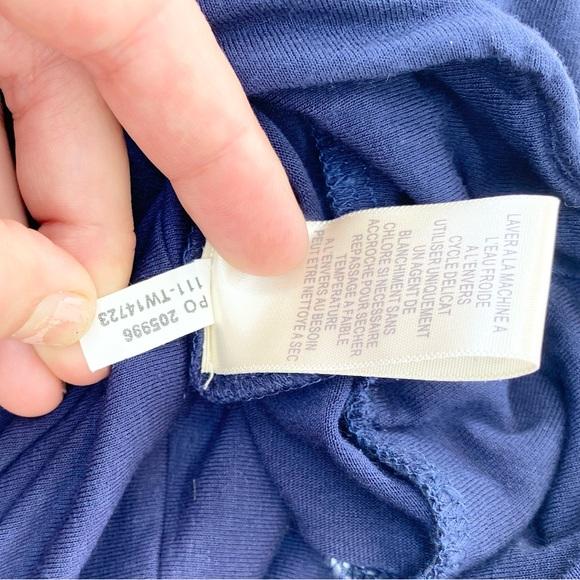 PO 205996
111-TW14723
LAVER A LA MACHINE A
L'EAU FROIDE
A L'ENVERS
CYCLE DELICAT
UTILISER UNIQUEMENT
UN AGENT DE
BLANCHIMENT SANS
CHLORE SI NECESSAIRE
ACCROCHE POUR SECHER
REPASSAGE A FAIBLE
TEMPERATURE
A L'ENVERS AU BESOIN
PEUT ETRE NETTOYE A SEC